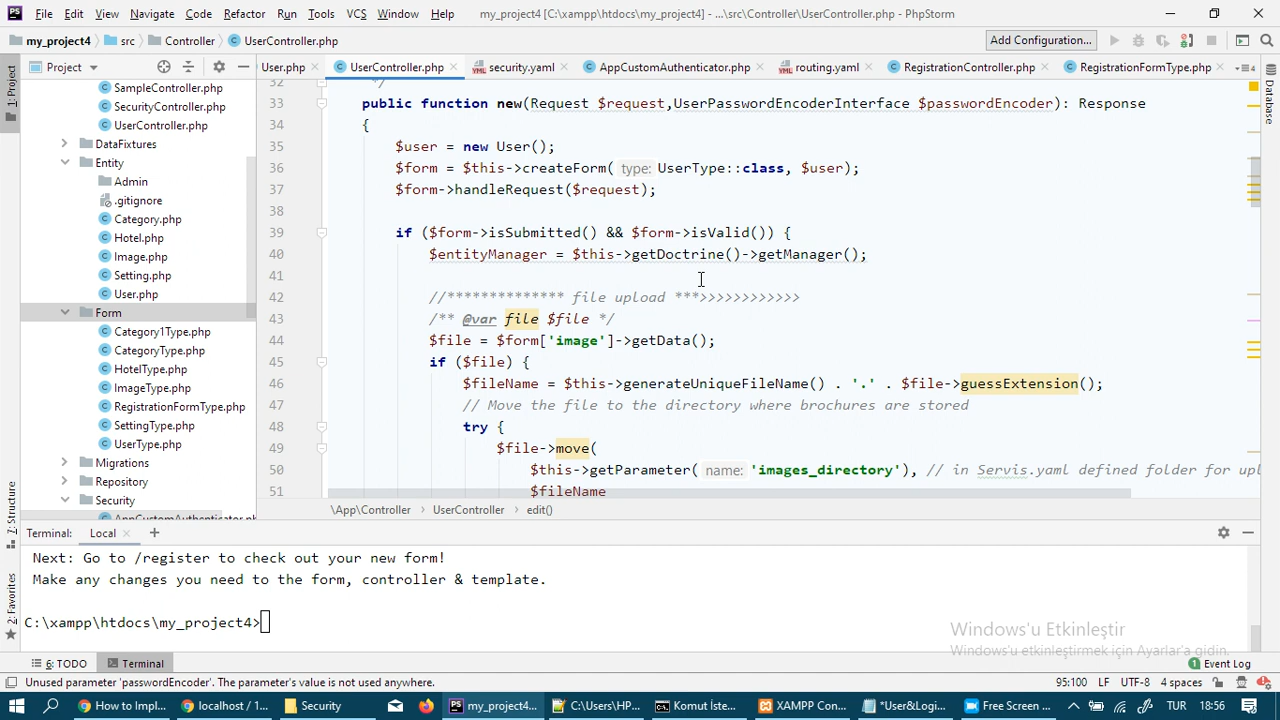 File Edit View Navigate Code Refactor Run Tools VCS Window Help my_project4 [C:\xampp\htdocs\my_project4] - ...\src\Controller\UserController.php - PhpStorm
my_project4 src Controller UserController.php Add Configuration...
Project User.php UserController.php security.yaml AppCustomAuthenticator.php routing.yaml RegistrationController.php RegistrationFormType.php
1: Project
Database
SampleController.php
SecurityController.php
UserController.php
DataFixtures
Entity
Admin
.gitignore
Category.php
Hotel.php
Image.php
Setting.php
User.php
Form
Category1Type.php
CategoryType.php
HotelType.php
ImageType.php
RegistrationFormType.php
SettingType.php
UserType.php
Migrations
Repository
Security
AppCustomAuthenticator.ph
32 */
33 public function new(Request $request,UserPasswordEncoderInterface $passwordEncoder): Response
34 {
35 $user = new User();
36 $form = $this->createForm( type: UserType::class, $user);
37 $form->handleRequest($request);
38
39 if ($form->isSubmitted() && $form->isValid()) {
40 $entityManager = $this->getDoctrine()->getManager();
41
42 //************** file upload ***>>>>>>>>>>>>
43 /** @var file $file */
44 $file = $form['image']->getData();
45 if ($file) {
46 $fileName = $this->generateUniqueFileName() . '.' . $file->guessExtension();
47 // Move the file to the directory where brochures are stored
48 try {
49 $file->move(
50 $this->getParameter( name: 'images_directory'), // in Servis.yaml defined folder for upl
51 $fileName
\App\Controller › UserController › edit()
Z: Structure
2: Favorites
Terminal: Local
Next: Go to /register to check out your new form!
Make any changes you need to the form, controller & template.
C:\xampp\htdocs\my_project4>
Windows'u Etkinleştir
Windows'u etkinleştirmek için Ayarlar'a gidin.
6: TODO Terminal 1 Event Log
Unused parameter 'passwordEncoder'. The parameter's value is not used anywhere. 95:100 LF UTF-8 4 spaces
How to Impl... localhost / 1... Security my_project4... C:\Users\HP... Komut İste... XAMPP Con... *User&Logi... Free Screen ... TUR 18:56